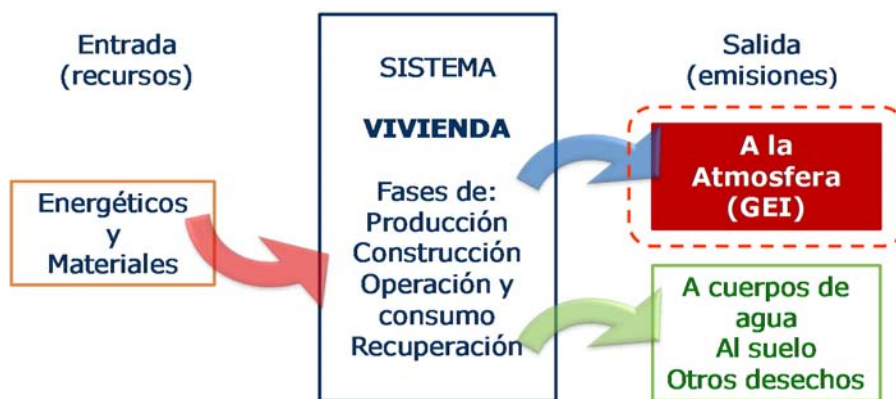 Entrada
(recursos)
Energéticos
y
Materiales
SISTEMA
VIVIENDA
Fases de:
Producción
Construcción
Operación y
consumo
Recuperación
Salida
(emisiones)
A la
Atmosfera
(GEI)
A cuerpos de
agua
Al suelo
Otros desechos